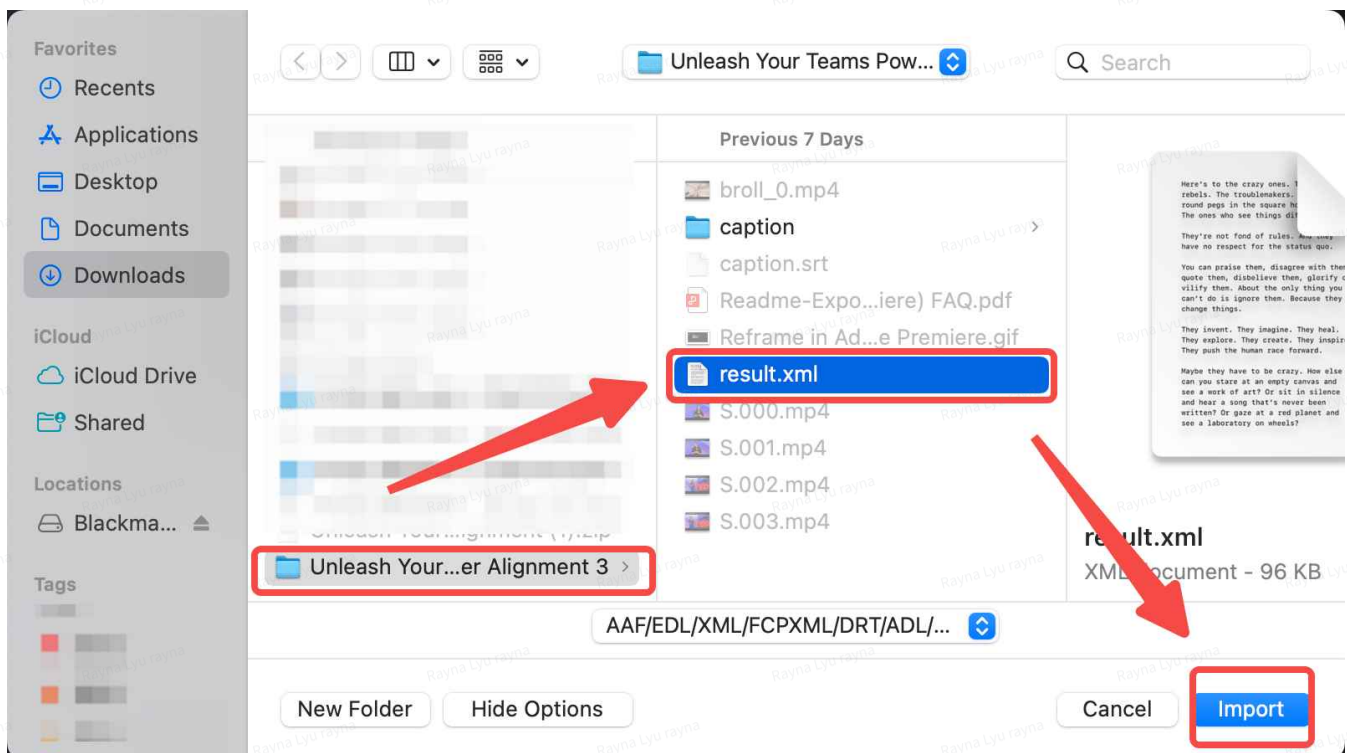 Favorites
Recents
Applications
Desktop
Documents
Downloads
iCloud
iCloud Drive
Shared
Locations
Blackma...
Tags
Unleash Your Teams Pow...
Search
Unleash Your...er Alignment 3
Previous 7 Days
broll_0.mp4
caption
caption.srt
Readme-Expo...iere) FAQ.pdf
Reframe in Ad...e Premiere.gif
result.xml
S.000.mp4
S.001.mp4
S.002.mp4
S.003.mp4
Here's to the crazy ones.
rebels. The troublemakers.
round pegs in the square
The ones who see things
They're not fond of rules. And they
have no respect for the status quo.
You can praise them, disagree with
quote them, disbelieve them, glorify
vilify them. About the only thing you
can't do is ignore them. Because they
change things.
They invent. They imagine. They heal.
They explore. They create. They
They push the human race forward.
Maybe they have to be crazy. How else
can you stare at an empty canvas and
see a work of art? Or sit in silence
and hear a song that's never been
written? Or gaze at a red planet and
see a laboratory on wheels?
result.xml
XML Document - 96 KB
AAF/EDL/XML/FCPXML/DRT/ADL/...
New Folder
Hide Options
Cancel
Import
Rayna Lyu rayna